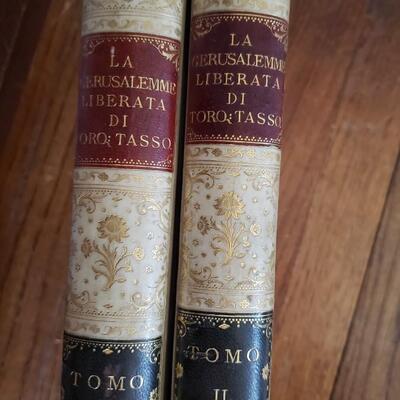 LA
GERUSALEMME
LIBERATA
DI
TORQ: TASSO.
TOMO
LA
GERUSALEMME
LIBERATA
DI
TORQ: TASSO.
TOMO
II